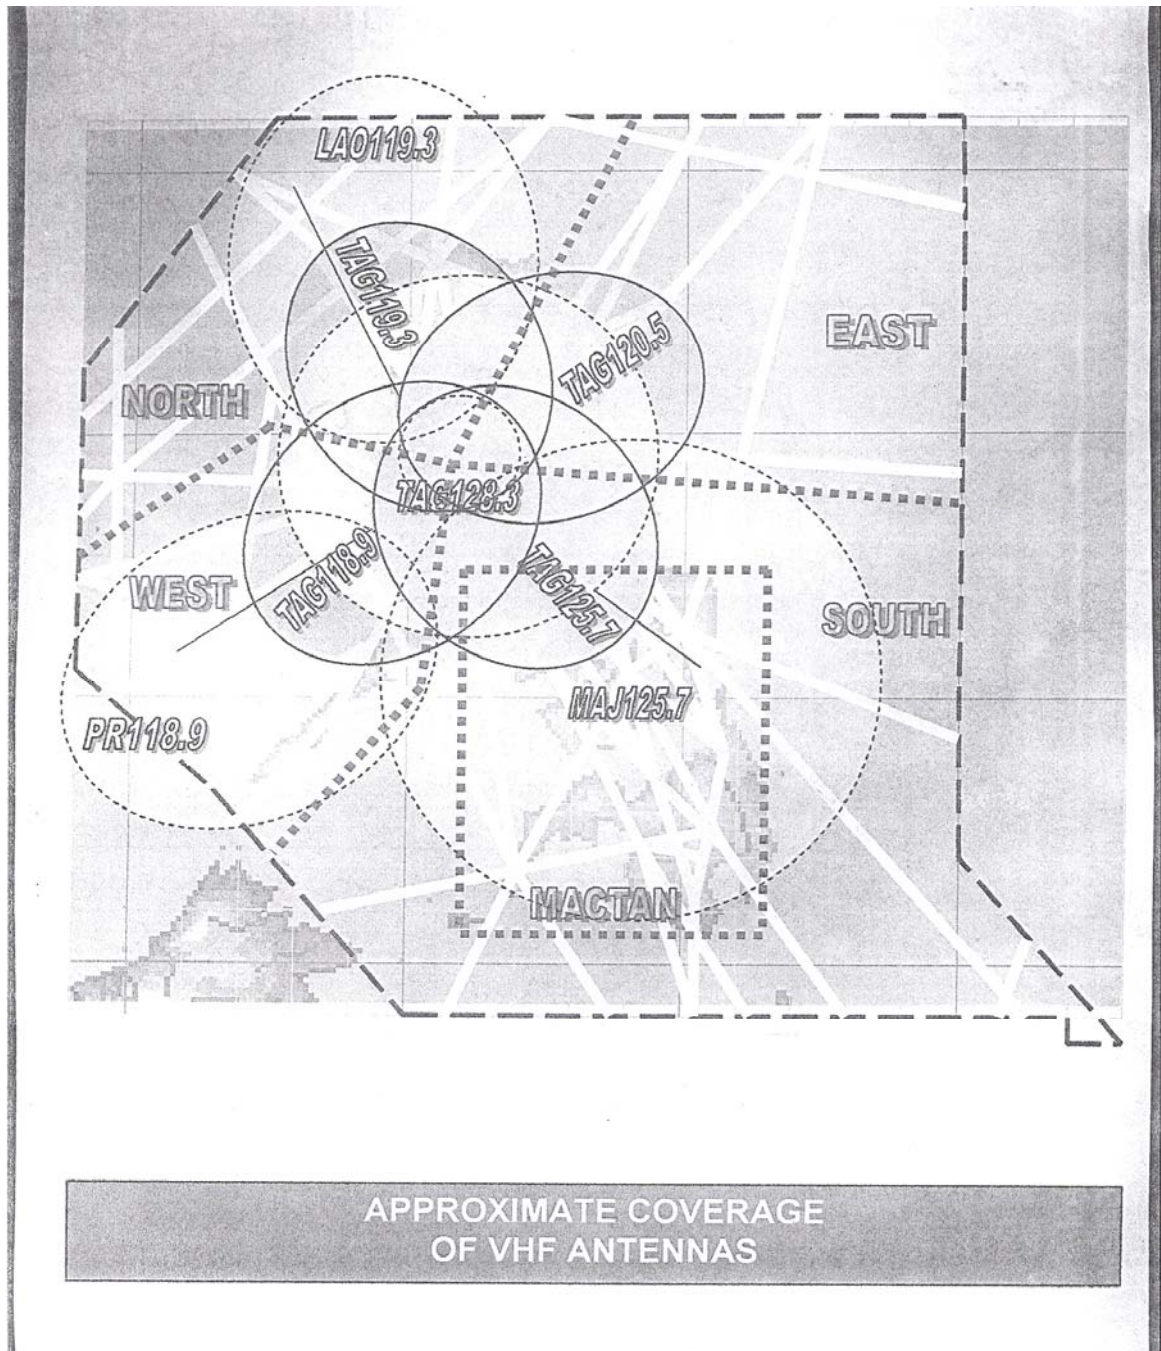 LAO119.3
TAG119.3
TAG120.5
EAST
NORTH
TAG128.3
WEST
TAG118.9
TAG125.7
SOUTH
MAJ125.7
PR118.9
MACTAN
APPROXIMATE COVERAGE
OF VHF ANTENNAS